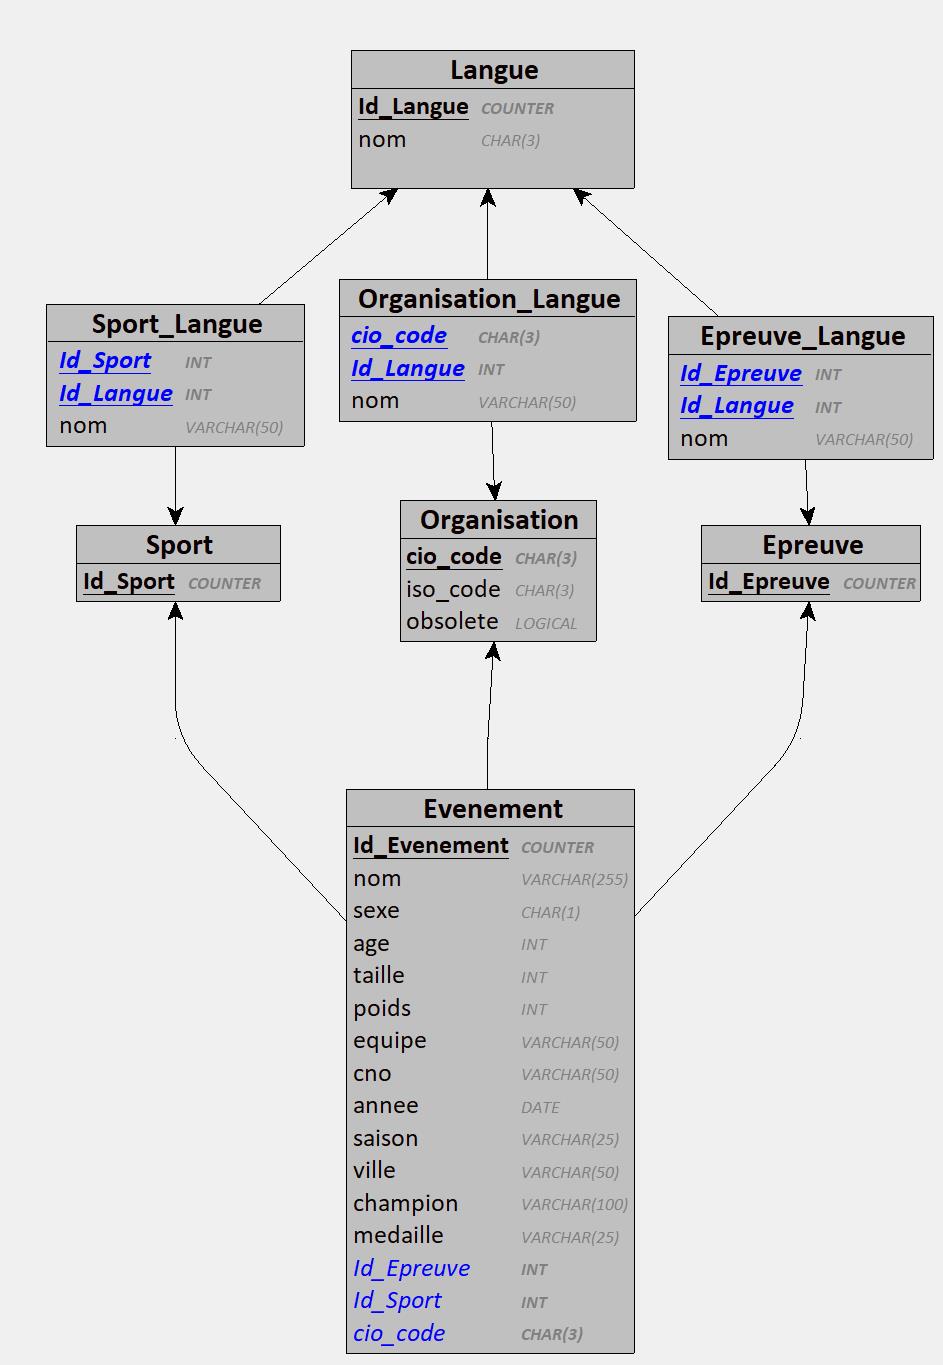 Langue
Id_Langue COUNTER
nom CHAR(3)
Sport_Langue
Id_Sport INT
Id_Langue INT
nom VARCHAR(50)
Organisation_Langue
cio_code CHAR(3)
Id_Langue INT
nom VARCHAR(50)
Epreuve_Langue
Id_Epreuve INT
Id_Langue INT
nom VARCHAR(50)
Sport
Id_Sport COUNTER
Organisation
cio_code CHAR(3)
iso_code CHAR(3)
obsolete LOGICAL
Epreuve
Id_Epreuve COUNTER
Evenement
Id_Evenement COUNTER
nom VARCHAR(255)
sexe CHAR(1)
age INT
taille INT
poids INT
equipe VARCHAR(50)
cno VARCHAR(50)
annee DATE
saison VARCHAR(25)
ville VARCHAR(50)
champion VARCHAR(100)
medaille VARCHAR(25)
Id_Epreuve INT
Id_Sport INT
cio_code CHAR(3)